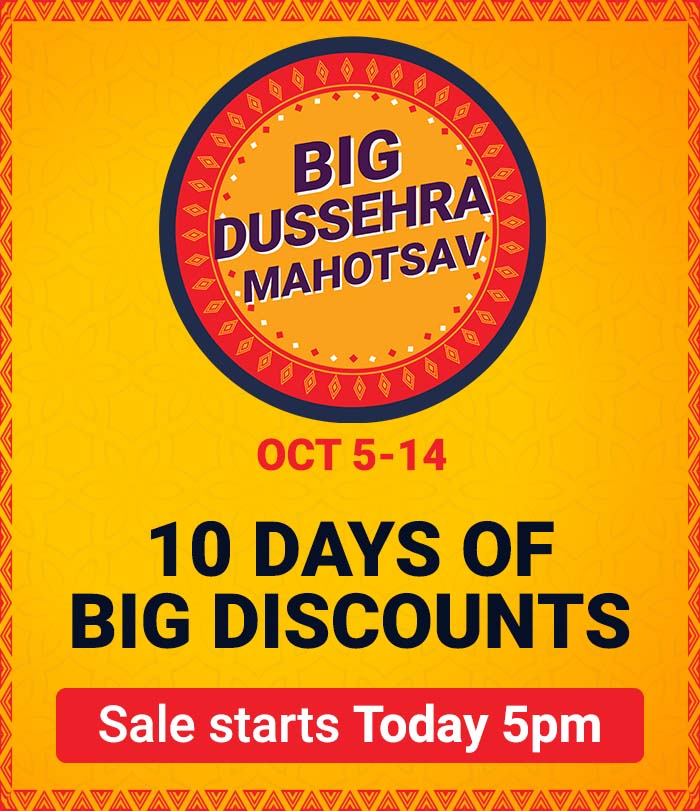 BIG
DUSSEHRA
MAHOTSAV
OCT 5-14
10 DAYS OF
BIG DISCOUNTS
Sale starts Today 5pm